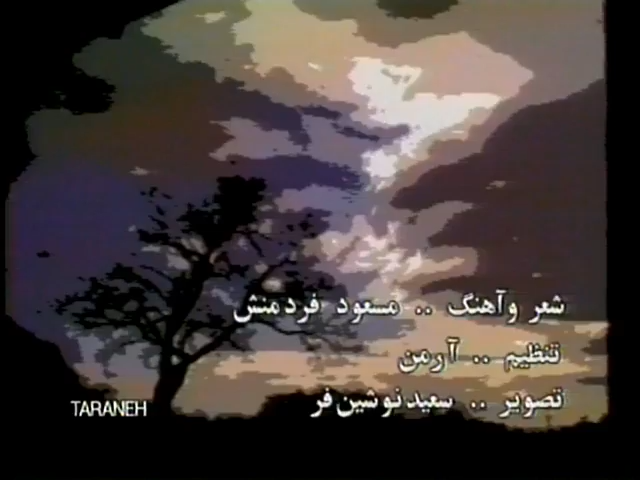 شعر وآهنگ .. مسعود فردمنش
تنظیم .. آرمن
تصویر .. سعید نوشین فر
TARANEH